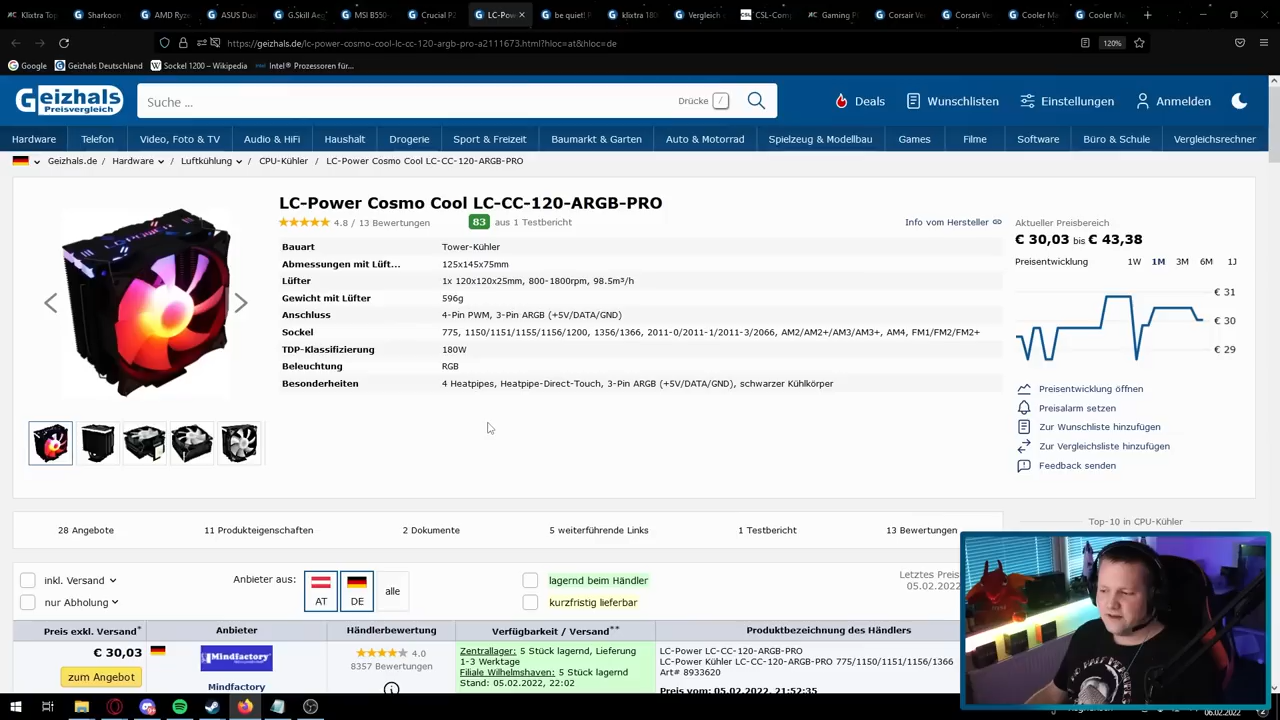 Klixtra Top
Sharkoon
AMD Ryze
ASUS Dua
G.Skill Aeg
MSI B550-
Crucial P2
LC-Pow
be quiet! P
klixtra 180
Vergleich
CSL-Comp
Gaming P
Corsair Ver
Corsair Ver
Cooler Ma
Cooler Ma
https://geizhals.de/lc-power-cosmo-cool-lc-cc-120-argb-pro-a2111673.html?hloc=at&hloc=de
120%
Google
Geizhals Deutschland
Sockel 1200 – Wikipedia
Intel® Prozessoren für...
Geizhals
Preisvergleich
Suche ...
Drücke /
Deals
Wunschlisten
Einstellungen
Anmelden
Hardware
Telefon
Video, Foto & TV
Audio & HiFi
Haushalt
Drogerie
Sport & Freizeit
Baumarkt & Garten
Auto & Motorrad
Spielzeug & Modellbau
Games
Filme
Software
Büro & Schule
Vergleichsrechner
Geizhals.de / Hardware / Luftkühlung / CPU-Kühler / LC-Power Cosmo Cool LC-CC-120-ARGB-PRO
LC-Power Cosmo Cool LC-CC-120-ARGB-PRO
4.8 / 13 Bewertungen 83 aus 1 Testbericht
Info vom Hersteller
Bauart Tower-Kühler
Abmessungen mit Lüft... 125x145x75mm
Lüfter 1x 120x120x25mm, 800-1800rpm, 98.5m³/h
Gewicht mit Lüfter 596g
Anschluss 4-Pin PWM, 3-Pin ARGB (+5V/DATA/GND)
Sockel 775, 1150/1151/1155/1156/1200, 1356/1366, 2011-0/2011-1/2011-3/2066, AM2/AM2+/AM3/AM3+, AM4, FM1/FM2/FM2+
TDP-Klassifizierung 180W
Beleuchtung RGB
Besonderheiten 4 Heatpipes, Heatpipe-Direct-Touch, 3-Pin ARGB (+5V/DATA/GND), schwarzer Kühlkörper
Aktueller Preisbereich
€ 30,03 bis € 43,38
Preisentwicklung 1W 1M 3M 6M 1J
€ 31
€ 30
€ 29
Preisentwicklung öffnen
Preisalarm setzen
Zur Wunschliste hinzufügen
Zur Vergleichsliste hinzufügen
Feedback senden
28 Angebote
11 Produkteigenschaften
2 Dokumente
5 weiterführende Links
1 Testbericht
13 Bewertungen
Top-10 in CPU-Kühler
inkl. Versand
nur Abholung
Anbieter aus:
AT
DE
alle
lagernd beim Händler
kurzfristig lieferbar
Letztes Preis
05.02.2022
Preis exkl. Versand*
Anbieter
Händlerbewertung
Verfügbarkeit / Versand**
Produktbezeichnung des Händlers
€ 30,03
zum Angebot
Mindfactory
Mindfactory
4.0
8357 Bewertungen
Zentrallager: 5 Stück lagernd, Lieferung
1-3 Werktage
Filiale Wilhelmshaven: 5 Stück lagernd
Stand: 05.02.2022, 22:02
LC-Power LC-CC-120-ARGB-PRO
LC-Power Kühler LC-CC-120-ARGB-PRO 775/1150/1151/1156/1366
Art# 8933620
Preis vom: 05.02.2022, 21:52:35
06.02.2022